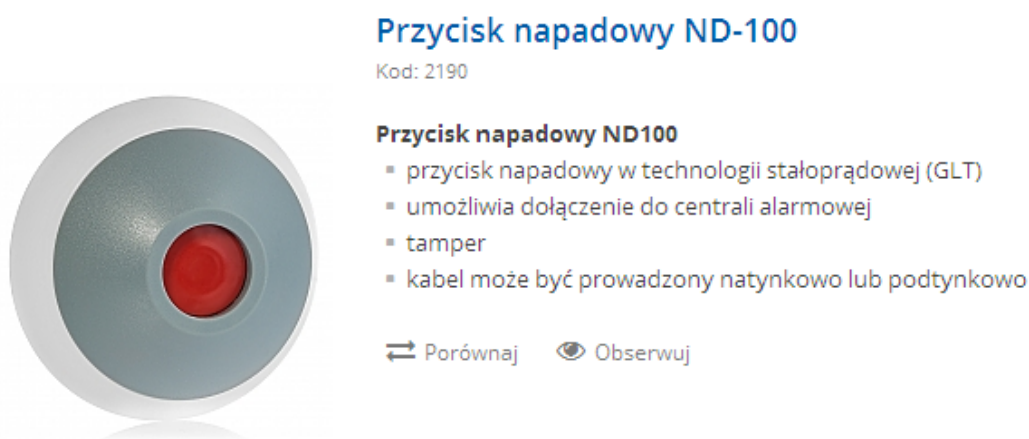 Przycisk napadowy ND-100
Kod: 2190
Przycisk napadowy ND100
przycisk napadowy w technologii stałoprądowej (GLT)
umożliwia dołączenie do centrali alarmowej
tamper
kabel może być prowadzony natynkowo lub podtynkowo
Porównaj Obserwuj